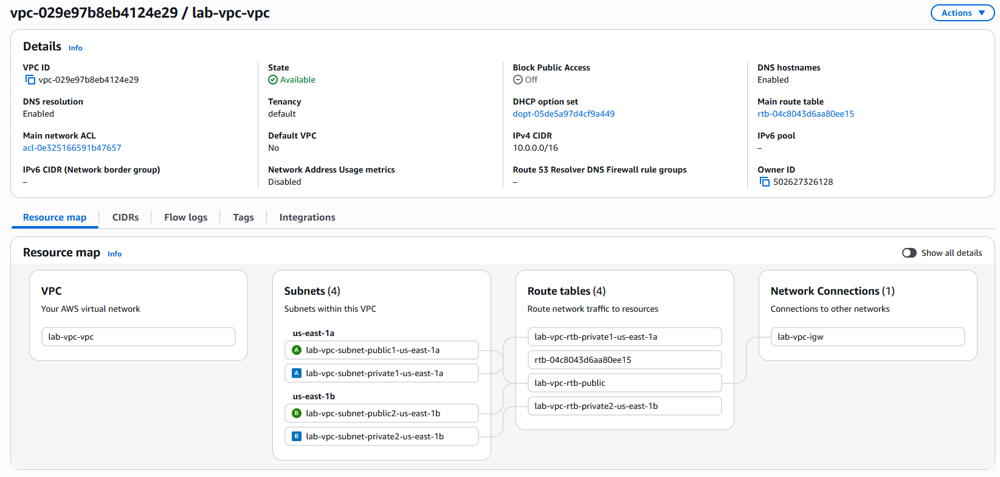 vpc-029e97b8eb4124e29 / lab-vpc-vpc
Actions
Details Info
VPC ID
vpc-029e97b8eb4124e29
State
Available
Block Public Access
Off
DNS hostnames
Enabled
DNS resolution
Enabled
Tenancy
default
DHCP option set
dopt-05de5a97d4cf9a449
Main route table
rtb-04c8043d6aa80ee15
Main network ACL
acl-0e325166591b47657
Default VPC
No
IPv4 CIDR
10.0.0.0/16
IPv6 pool
–
IPv6 CIDR (Network border group)
–
Network Address Usage metrics
Disabled
Route 53 Resolver DNS Firewall rule groups
–
Owner ID
502627326128
Resource map
CIDRs
Flow logs
Tags
Integrations
Resource map Info
Show all details
VPC
Your AWS virtual network
lab-vpc-vpc
Subnets (4)
Subnets within this VPC
us-east-1a
A lab-vpc-subnet-public1-us-east-1a
A lab-vpc-subnet-private1-us-east-1a
us-east-1b
B lab-vpc-subnet-public2-us-east-1b
B lab-vpc-subnet-private2-us-east-1b
Route tables (4)
Route network traffic to resources
lab-vpc-rtb-private1-us-east-1a
rtb-04c8043d6aa80ee15
lab-vpc-rtb-public
lab-vpc-rtb-private2-us-east-1b
Network Connections (1)
Connections to other networks
lab-vpc-igw